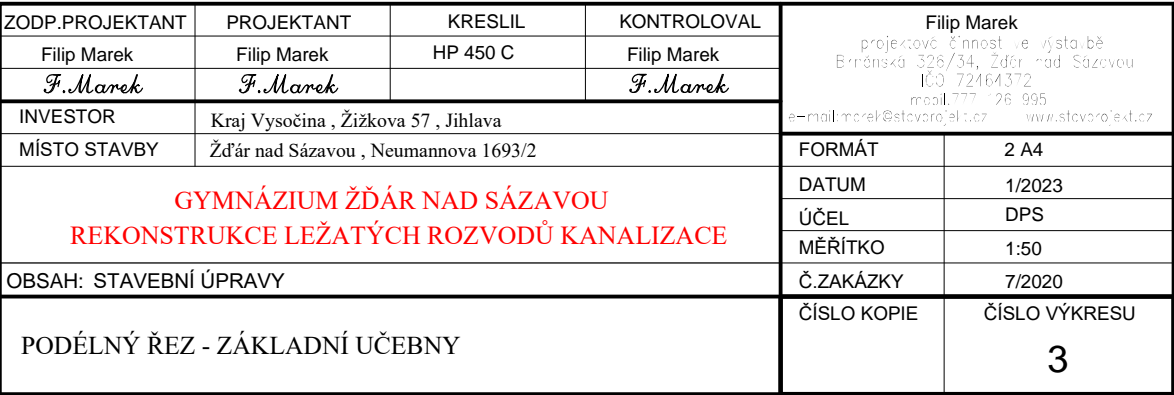 ZODP.PROJEKTANT PROJEKTANT KRESLIL KONTROLOVAL
Filip Marek Filip Marek HP 450 C Filip Marek
F.Marek F.Marek F.Marek
INVESTOR Kraj Vysočina , Žižkova 57 , Jihlava
MÍSTO STAVBY Žďár nad Sázavou , Neumannova 1693/2
GYMNÁZIUM ŽĎÁR NAD SÁZAVOU
REKONSTRUKCE LEŽATÝCH ROZVODŮ KANALIZACE
OBSAH: STAVEBNÍ ÚPRAVY
PODÉLNÝ ŘEZ - ZÁKLADNÍ UČEBNY
Filip Marek
projektová činnost ve výstavbě
Brněnská 326/34, Žďár nad Sázavou
IČO 72464372
mobil.777 126 995
e-mail:marek@stavoprojekt.cz www.stavoprojekt.cz
FORMÁT 2 A4
DATUM 1/2023
ÚČEL DPS
MĚŘÍTKO 1:50
Č.ZAKÁZKY 7/2020
ČÍSLO KOPIE ČÍSLO VÝKRESU
3